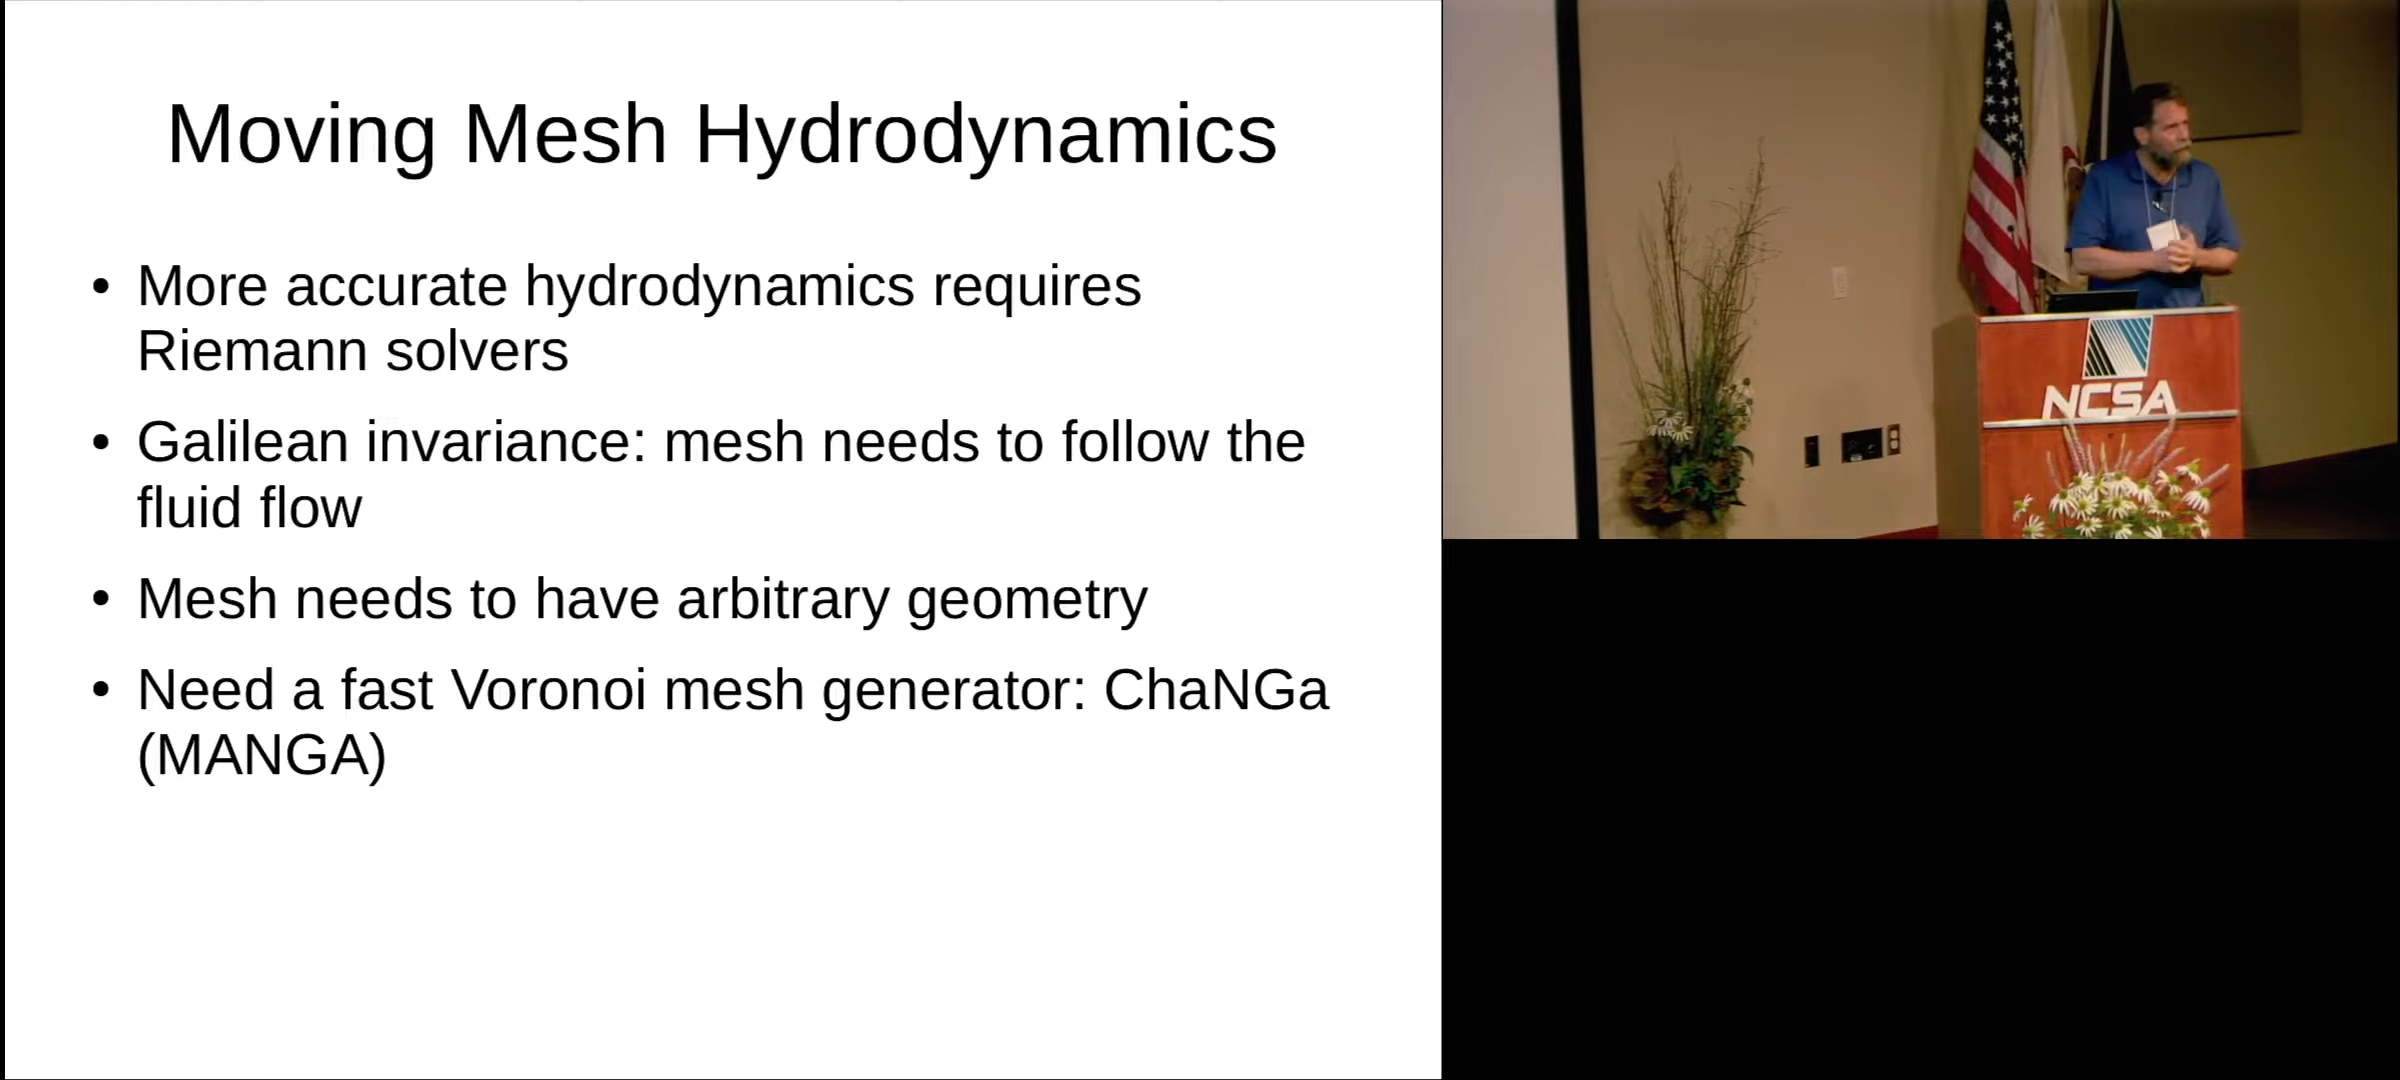 Moving Mesh Hydrodynamics
• More accurate hydrodynamics requires
Riemann solvers
• Galilean invariance: mesh needs to follow the
fluid flow
• Mesh needs to have arbitrary geometry
• Need a fast Voronoi mesh generator: ChaNGa
(MANGA)
NCSA